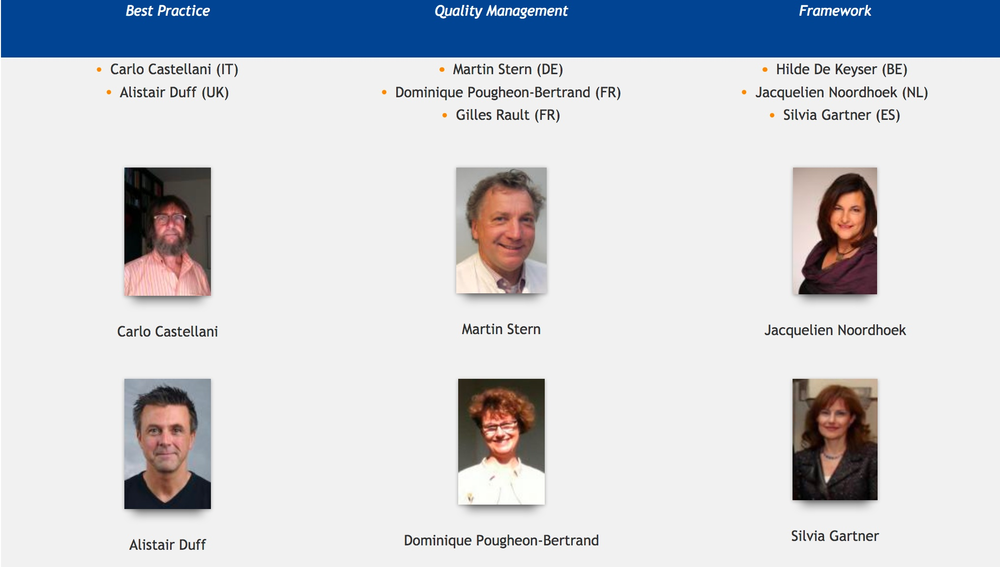 Best Practice
Quality Management
Framework
• Carlo Castellani (IT)
• Alistair Duff (UK)
• Martin Stern (DE)
• Dominique Pougheon-Bertrand (FR)
• Gilles Rault (FR)
• Hilde De Keyser (BE)
• Jacquelien Noordhoek (NL)
• Silvia Gartner (ES)
Carlo Castellani
Martin Stern
Jacquelien Noordhoek
Alistair Duff
Dominique Pougheon-Bertrand
Silvia Gartner